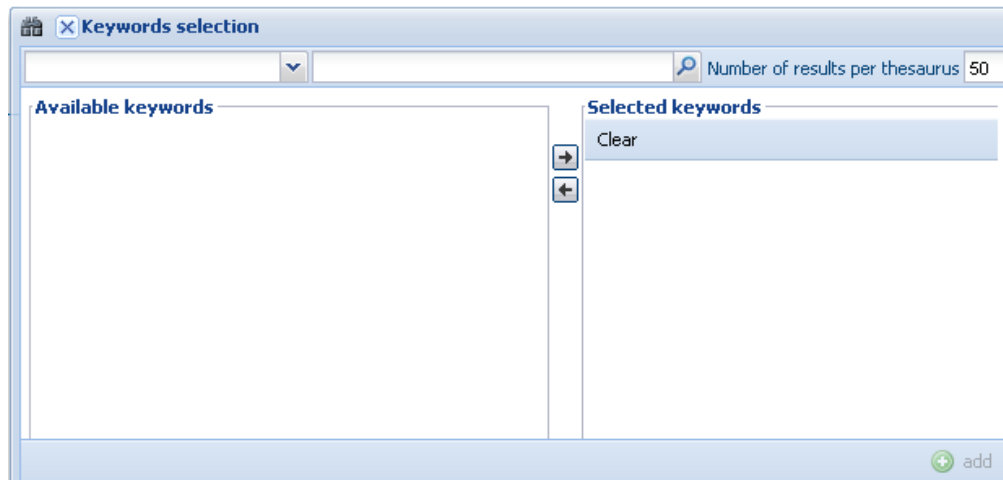 Keywords selection
Number of results per thesaurus 50
Available keywords
Selected keywords
Clear
add